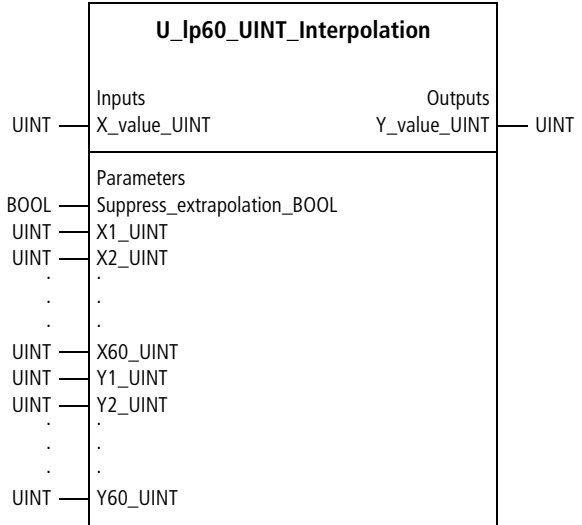 U_lp60_UINT_Interpolation
Inputs Outputs
UINT X_value_UINT Y_value_UINT UINT
Parameters
BOOL Suppress_extrapolation_BOOL
UINT X1_UINT
UINT X2_UINT
. .
. .
. .
UINT X60_UINT
UINT Y1_UINT
UINT Y2_UINT
. .
. .
. .
UINT Y60_UINT